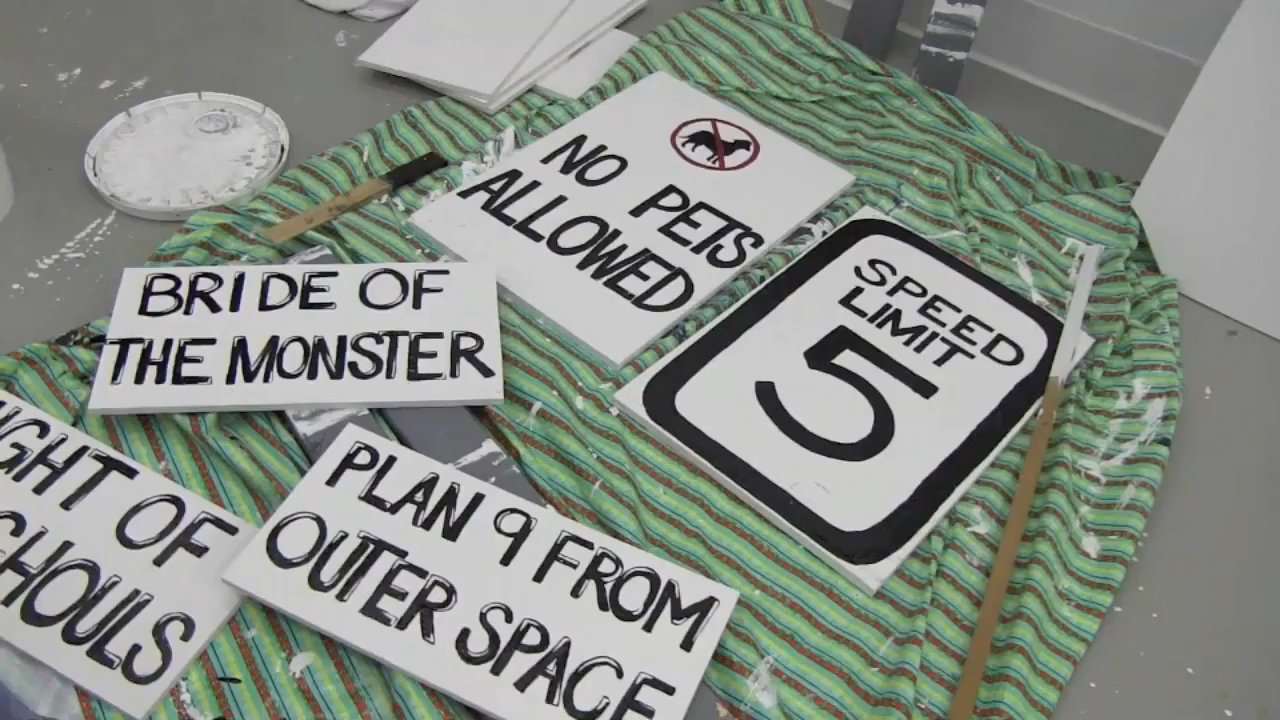 NO PETS
ALLOWED
SPEED
LIMIT
5
BRIDE OF
THE MONSTER
OF
PLAN 9 FROM
OUTER SPACE